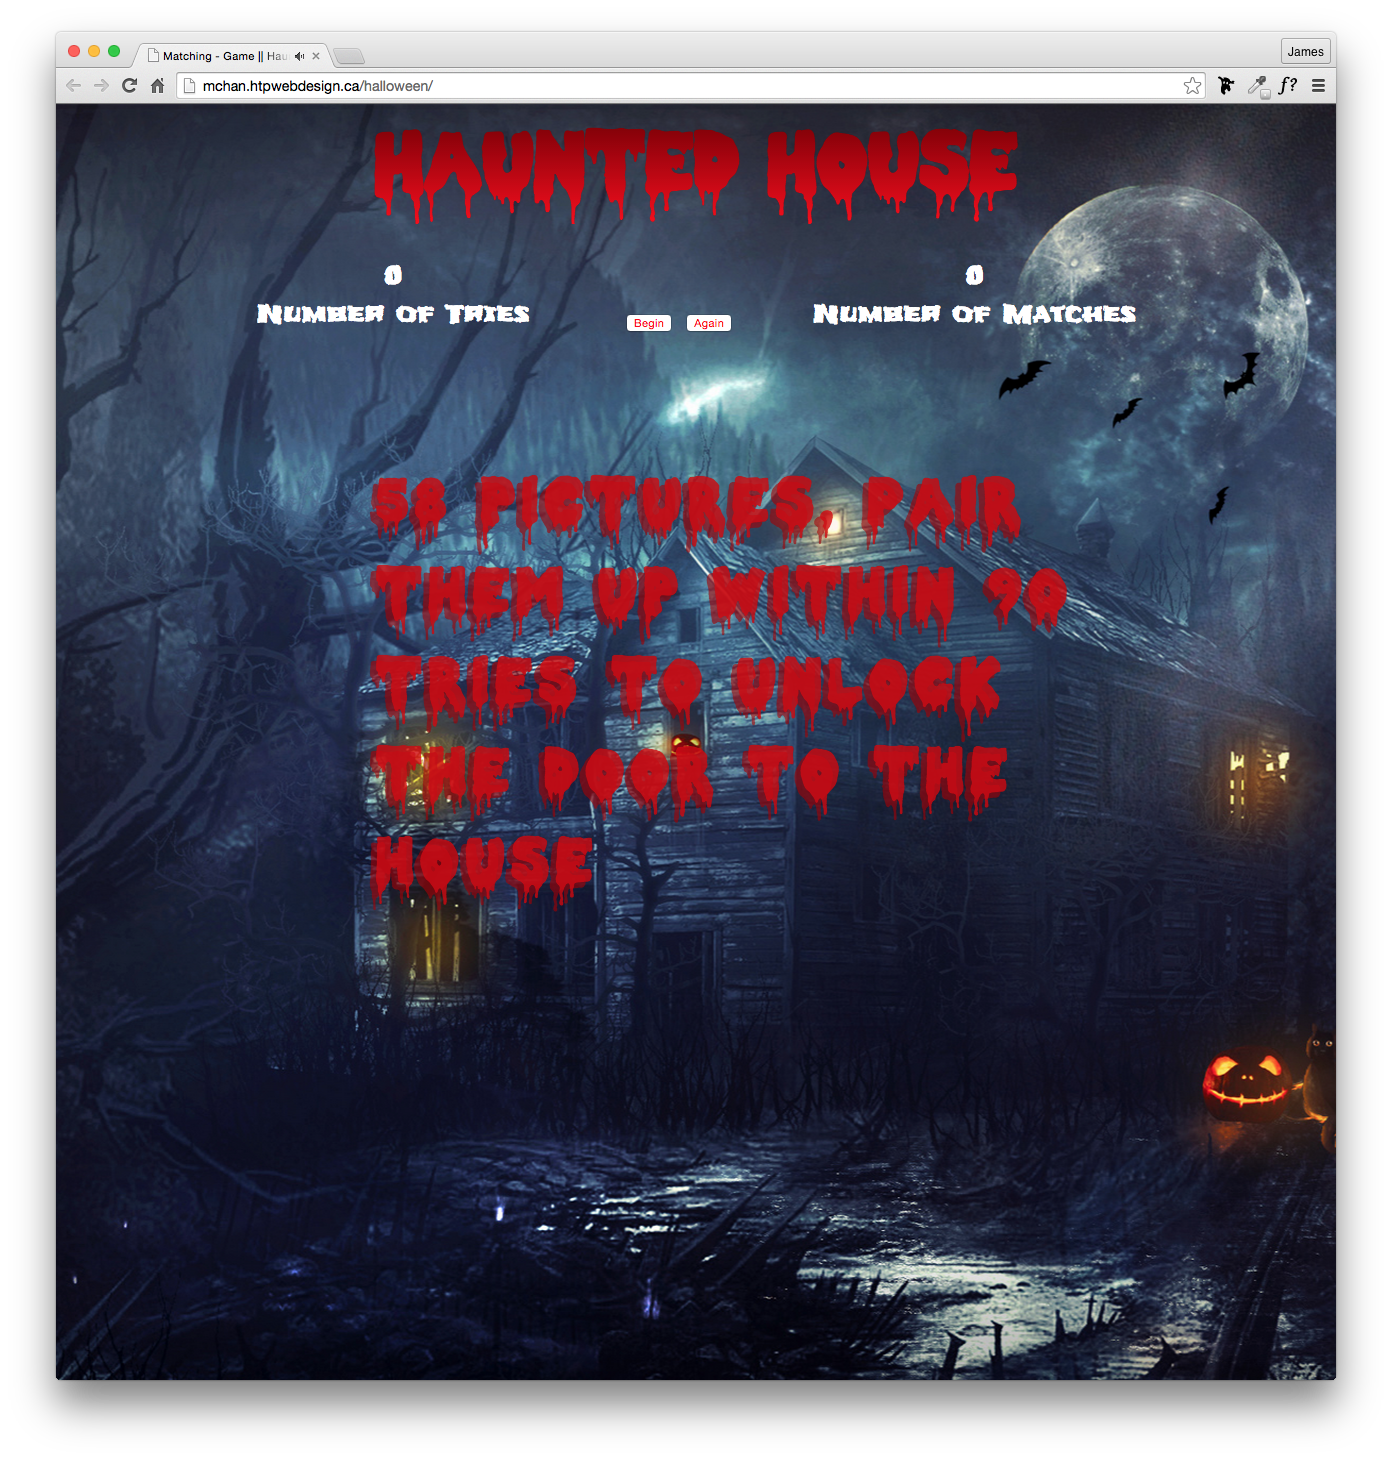 Matching - Game || Hau
James
mchan.htpwebdesign.ca/halloween/
f?
HAUNTED HOUSE
0
0
Number of Tries
Number of Matches
Begin
Again
58 PICTURES, PAIR
THEM UP WITHIN 90
TRIES TO UNLOCK
THE DOOR TO THE
HOUSE